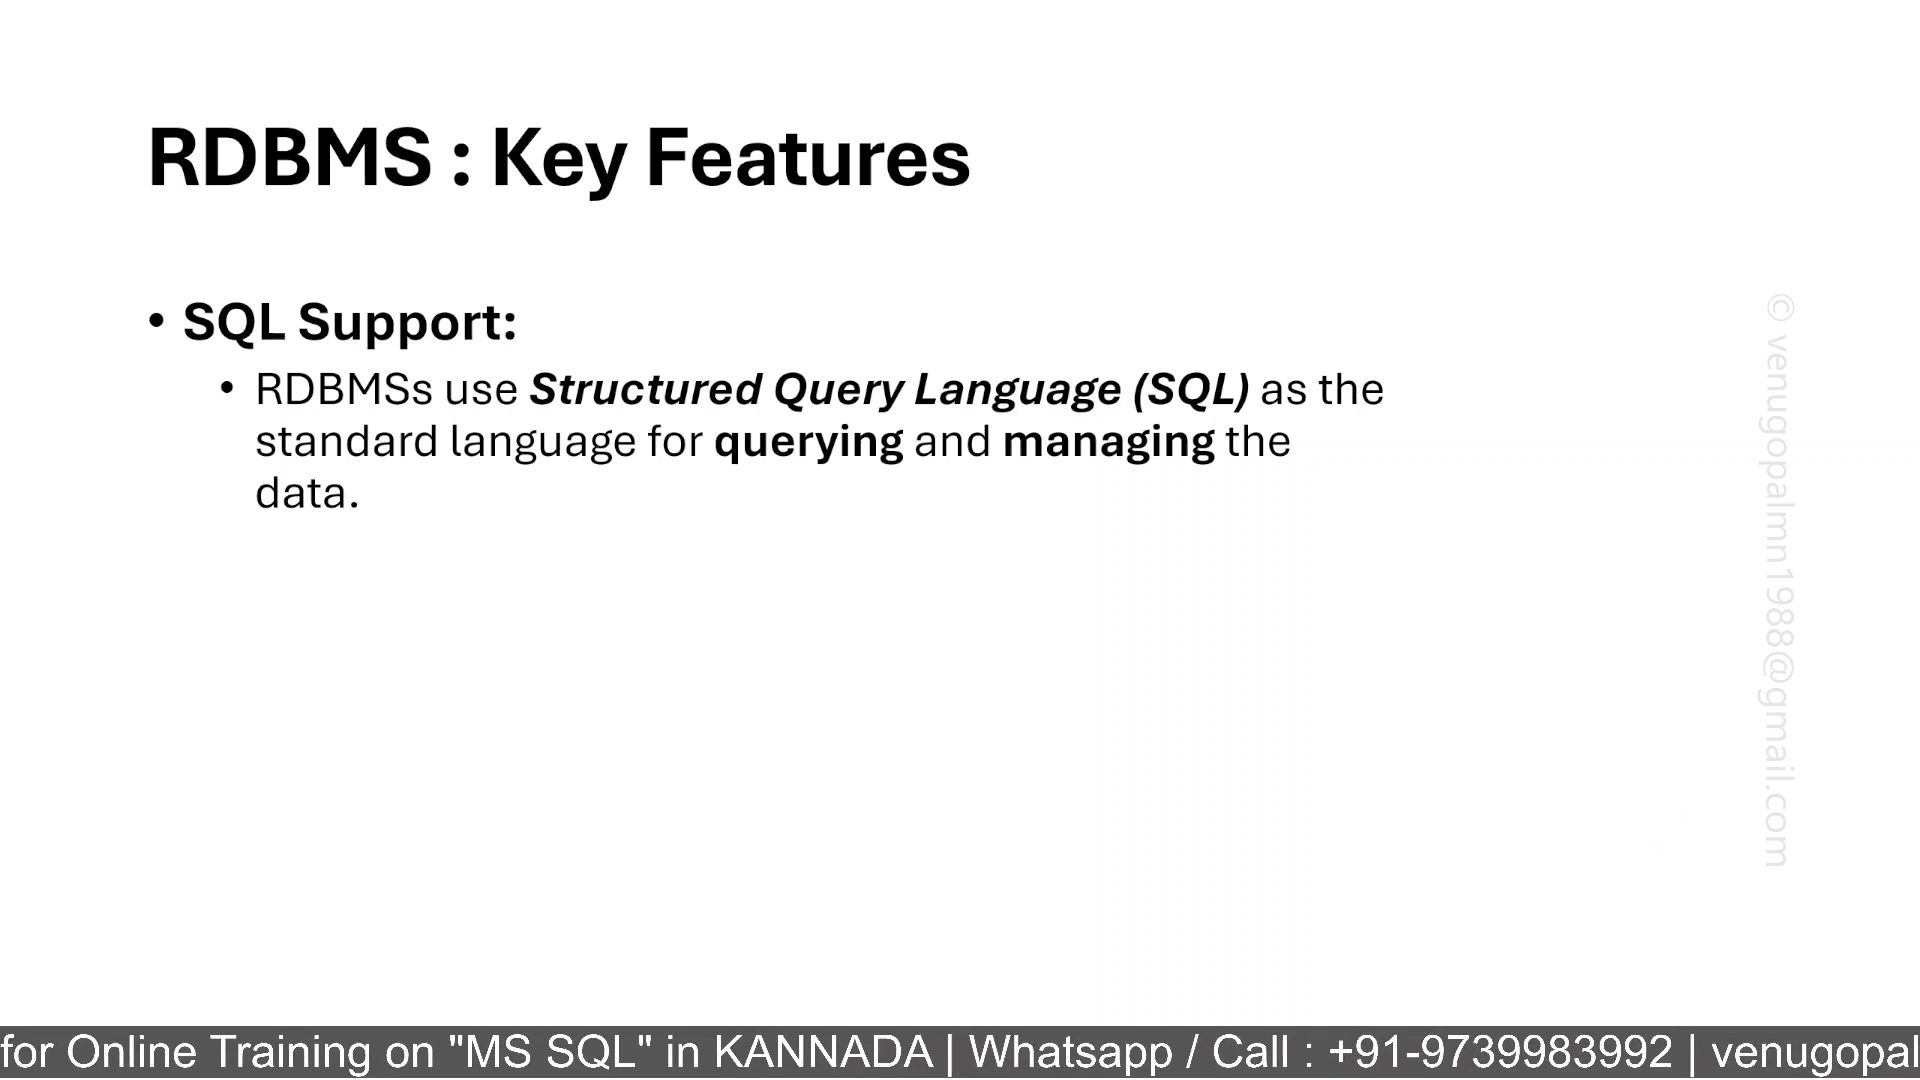 RDBMS : Key Features
• SQL Support:
• RDBMSs use Structured Query Language (SQL) as the
standard language for querying and managing the
data.
© venugopalmn1988@gmail.com
for Online Training on "MS SQL" in KANNADA | Whatsapp / Call : +91-9739983992 | venugopal